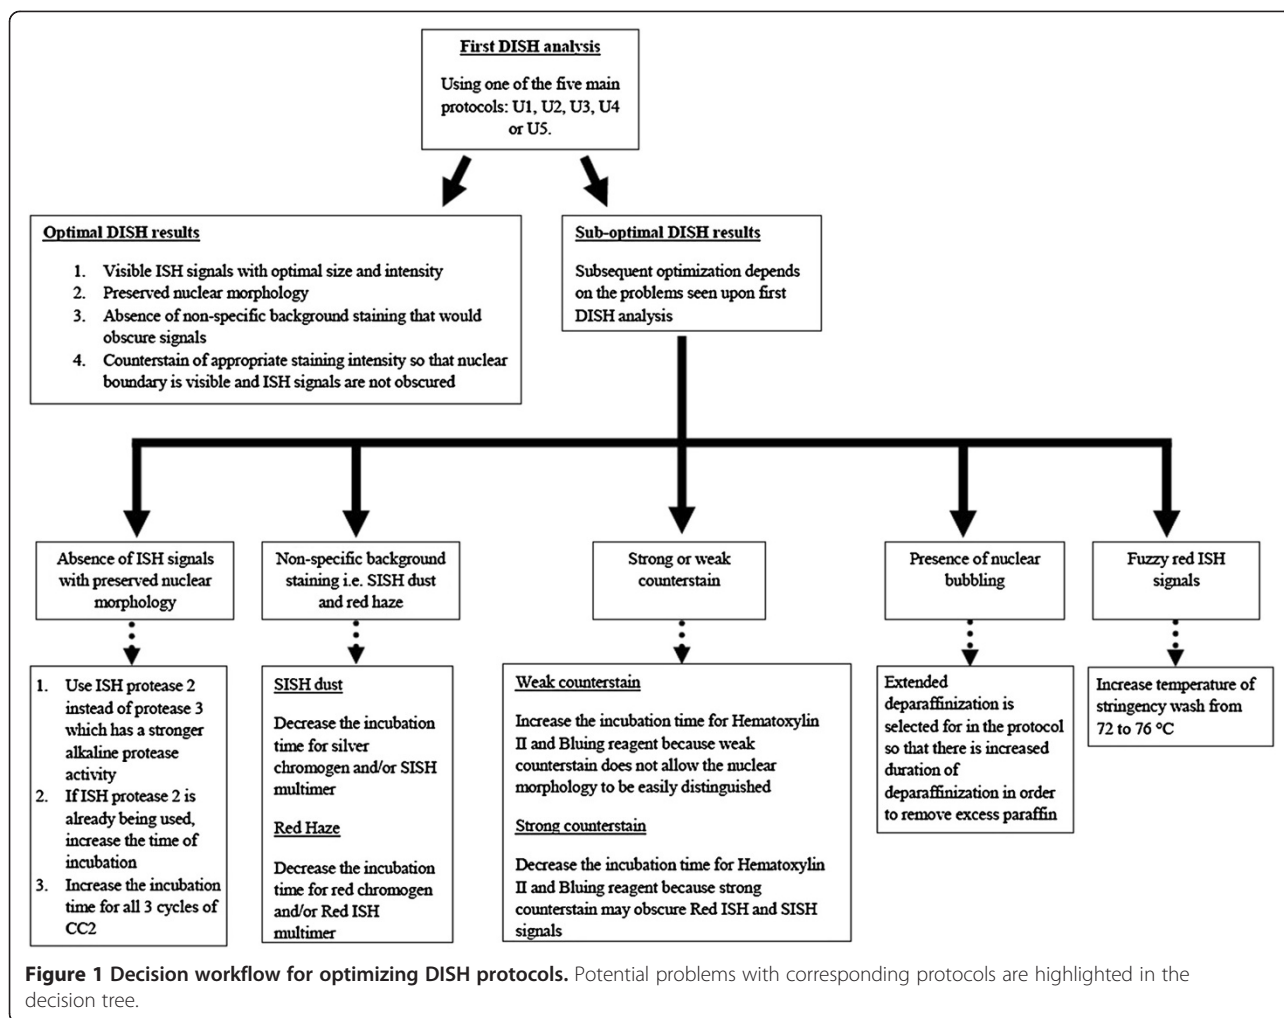 First DISH analysis
Using one of the five main
protocols: U1, U2, U3, U4
or U5.
Optimal DISH results
1. Visible ISH signals with optimal size and intensity
2. Preserved nuclear morphology
3. Absence of non-specific background staining that would
obscure signals
4. Counterstain of appropriate staining intensity so that nuclear
boundary is visible and ISH signals are not obscured
Sub-optimal DISH results
Subsequent optimization depends
on the problems seen upon first
DISH analysis
Absence of ISH signals
with preserved nuclear
morphology
Non-specific background
staining i.e. SISH dust
and red haze
Strong or weak
counterstain
Presence of nuclear
bubbling
Fuzzy red ISH
signals
1. Use ISH protease 2
instead of protease 3
which has a stronger
alkaline protease
activity
2. If ISH protease 2 is
already being used,
increase the time of
incubation
3. Increase the incubation
time for all 3 cycles of
CC2
SISH dust
Decrease the incubation
time for silver
chromogen and/or SISH
multimer
Red Haze
Decrease the incubation
time for red chromogen
and/or Red ISH
multimer
Weak counterstain
Increase the incubation time for Hematoxylin
II and Bluing reagent because weak
counterstain does not allow the nuclear
morphology to be easily distinguished
Strong counterstain
Decrease the incubation time for Hematoxylin
II and Bluing reagent because strong
counterstain may obscure Red ISH and SISH
signals
Extended
deparaffinization is
selected for in the protocol
so that there is increased
duration of
deparaffinization in order
to remove excess paraffin
Increase temperature of
stringency wash from
72 to 76 °C
Figure 1 Decision workflow for optimizing DISH protocols. Potential problems with corresponding protocols are highlighted in the
decision tree.